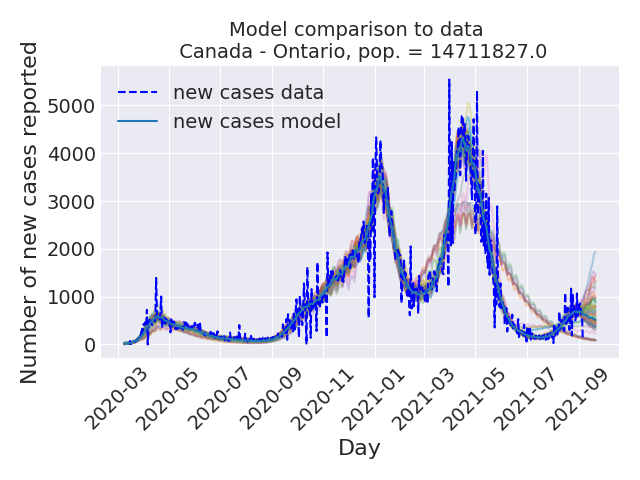 Model comparison to data
Canada - Ontario, pop. = 14711827.0
Number of new cases reported
5000
4000
3000
2000
1000
0
new cases data
new cases model
2020-03
2020-05
2020-07
2020-09
2020-11
2021-01
2021-03
2021-05
2021-07
2021-09
Day